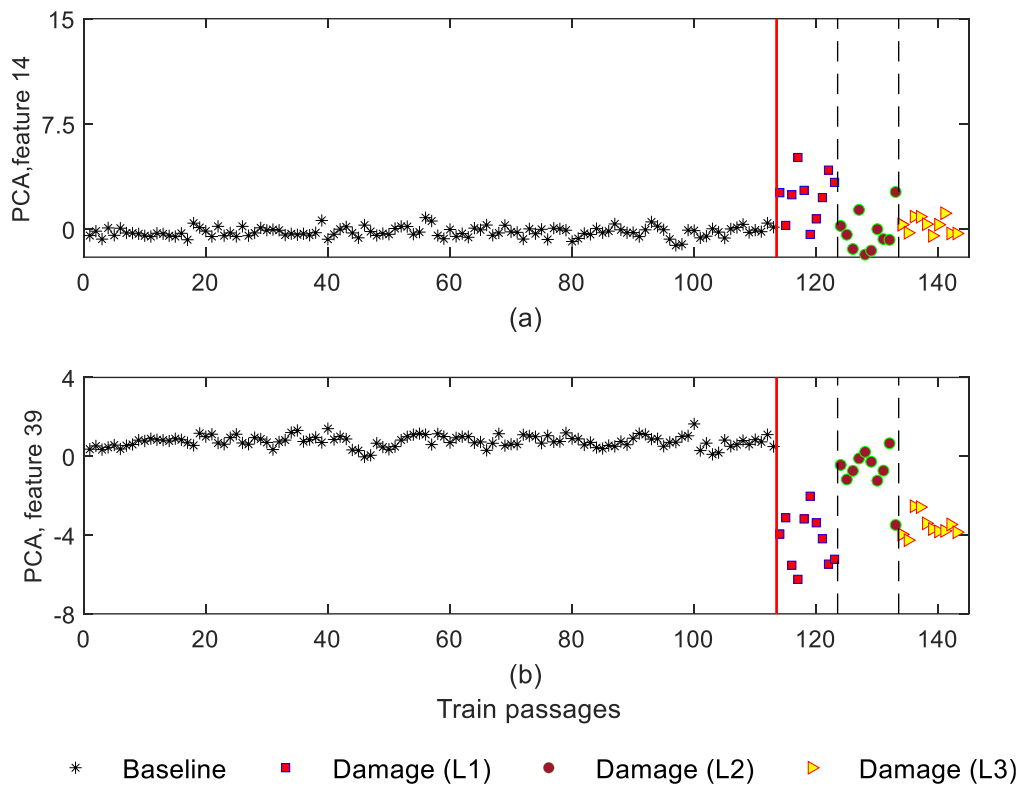 15
7.5
0
PCA,feature 14
0 20 40 60 80 100 120 140
(a)
4
0
-4
-8
PCA, feature 39
0 20 40 60 80 100 120 140
(b)
Train passages
Baseline Damage (L1) Damage (L2) Damage (L3)